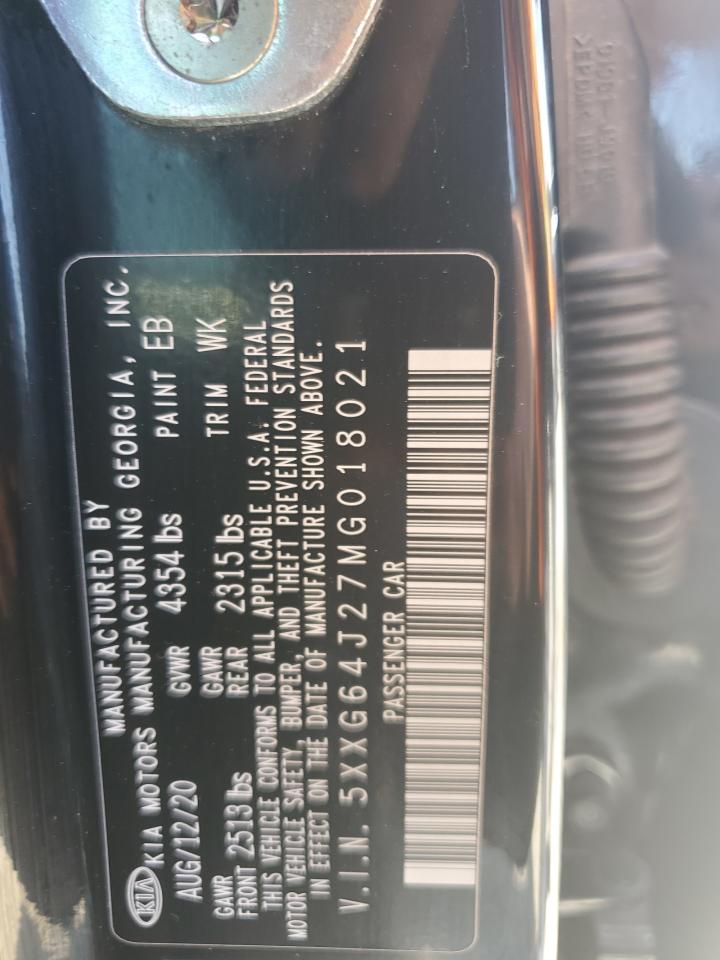 MANUFACTURED BY
KIA KIA MOTORS MANUFACTURING GEORGIA, INC.
AUG/12/20 GVWR 4354 lbs PAINT EB
GAWR GAWR
FRONT 2513 lbs REAR 2315 lbs TRIM WK
THIS VEHICLE CONFORMS TO ALL APPLICABLE U.S.A. FEDERAL
MOTOR VEHICLE SAFETY, BUMPER, AND THEFT PREVENTION STANDARDS
IN EFFECT ON THE DATE OF MANUFACTURE SHOWN ABOVE.
V.I.N. 5XXG64J27MG018021
PASSENGER CAR